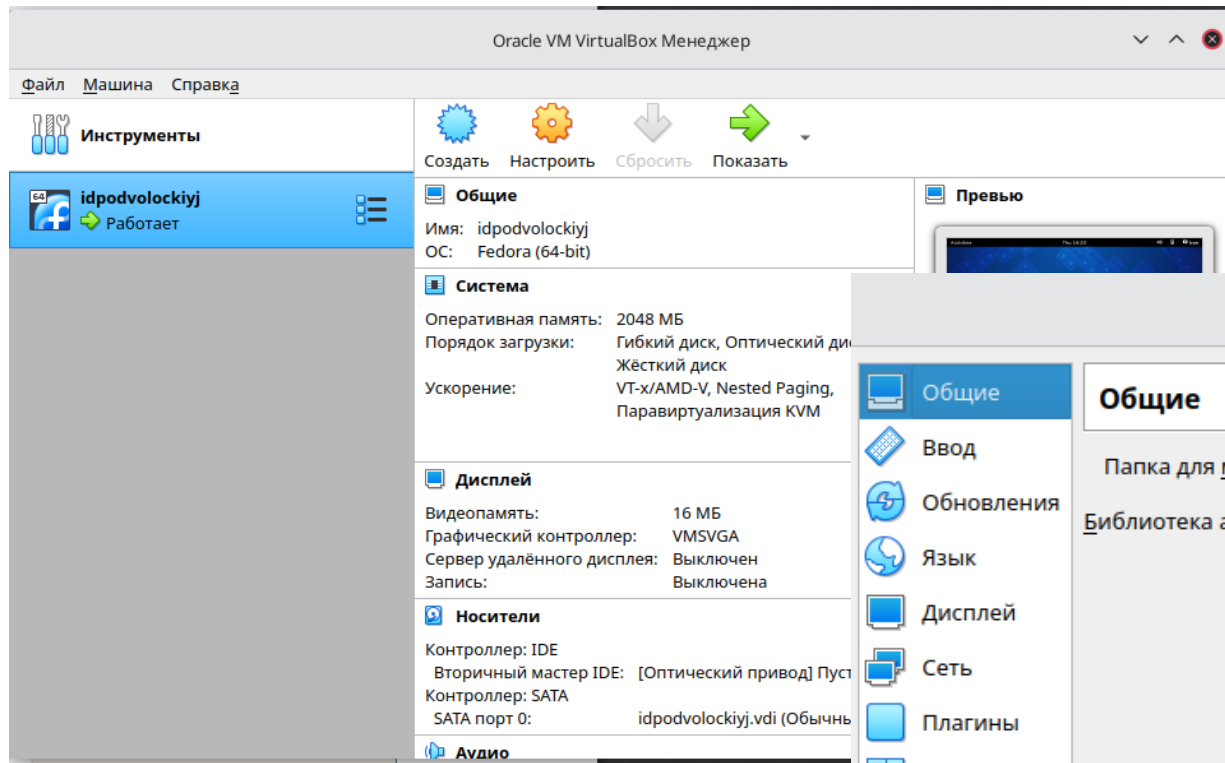 Oracle VM VirtualBox Менеджер
Файл Машина Справка
Инструменты
Создать Настроить Сбросить Показать
64
idpodvolockiyj
Работает
Общие
Имя: idpodvolockiyj
ОС: Fedora (64-bit)
Превью
Система
Оперативная память: 2048 МБ
Порядок загрузки: Гибкий диск, Оптический
Жёсткий диск
Ускорение: VT-x/AMD-V, Nested Paging,
Паравиртуализация KVM
Дисплей
Видеопамять: 16 МБ
Графический контроллер: VMSVGA
Сервер удалённого дисплея: Выключен
Запись: Выключена
Носители
Контроллер: IDE
Вторичный мастер IDE: [Оптический привод] Пуст
Контроллер: SATA
SATA порт 0: idpodvolockiyj.vdi (Обычнь
Аудио
Общие
Ввод
Обновления
Язык
Дисплей
Сеть
Плагины
Общие
Папка для
Библиотека